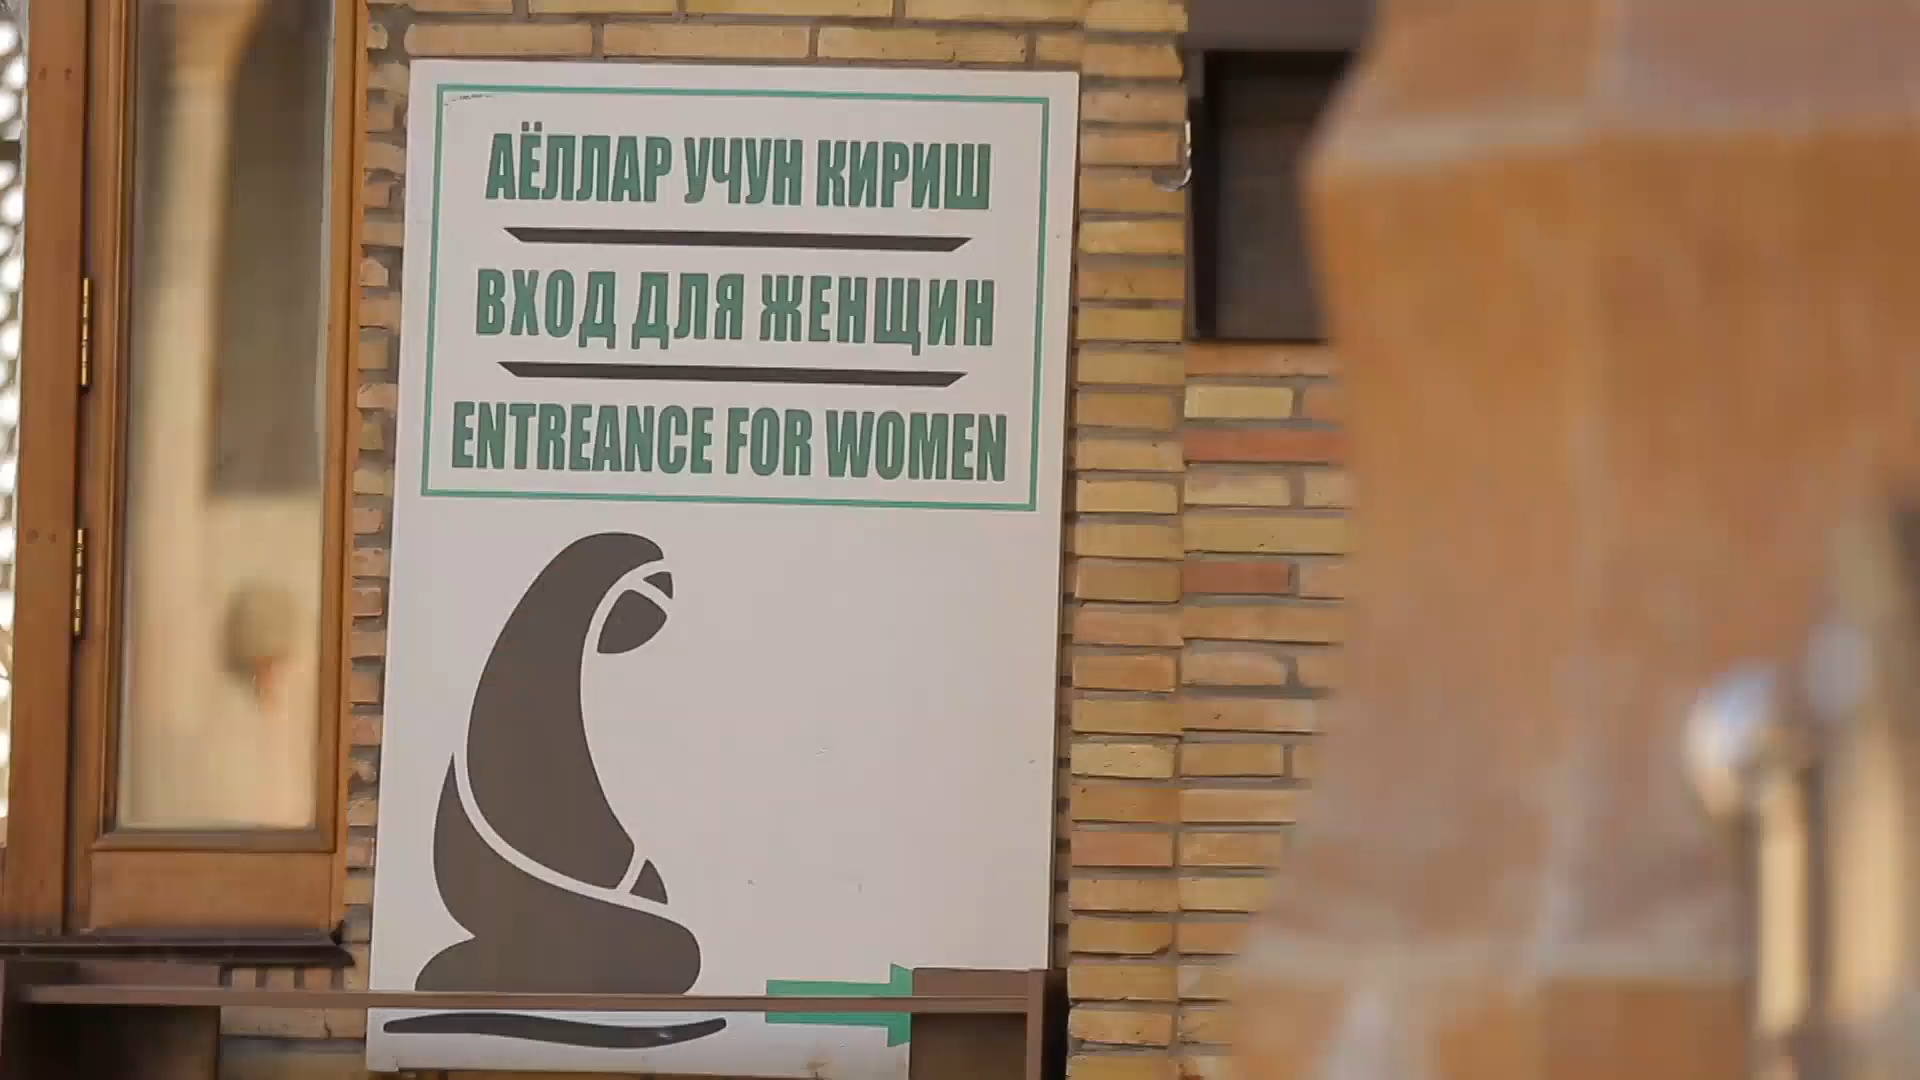 АЁЛЛАР УЧУН КИРИШ
ВХОД ДЛЯ ЖЕНЩИН
ENTREANCE FOR WOMEN